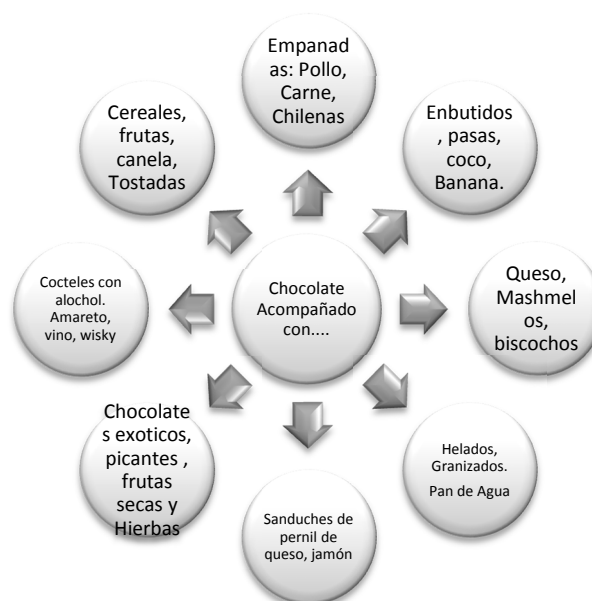 Empanad
as: Pollo,
Carne,
Chilenas
Enbutidos
, pasas,
coco,
Banana.
Queso,
Mashmel
os,
biscochos
Helados,
Granizados.
Pan de Agua
Sanduches de
pernil de
queso, jamón
Chocolate
s exoticos,
picantes ,
frutas
secas y
Hierbas
Cocteles con
alochol.
Amareto,
vino, wisky
Cereales,
frutas,
canela,
Tostadas
Chocolate
Acompañado
con....